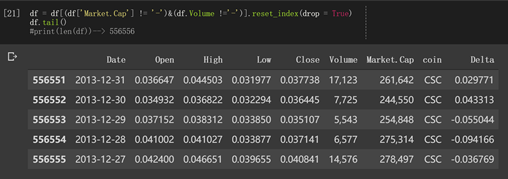 [21] df = df[(df['Market.Cap'] != '-')&(df.Volume !='-')].reset_index(drop = True)
df.tail()
#print(len(df))--> 556556
Date Open High Low Close Volume Market.Cap coin Delta
556551 2013-12-31 0.036647 0.044503 0.031977 0.037738 17,123 261,642 CSC 0.029771
556552 2013-12-30 0.034932 0.036822 0.032294 0.036445 7,725 244,550 CSC 0.043313
556553 2013-12-29 0.037152 0.038312 0.033850 0.035107 5,543 254,848 CSC -0.055044
556554 2013-12-28 0.041002 0.041027 0.033877 0.037141 6,577 275,314 CSC -0.094166
556555 2013-12-27 0.042400 0.046651 0.039655 0.040841 14,576 278,497 CSC -0.036769